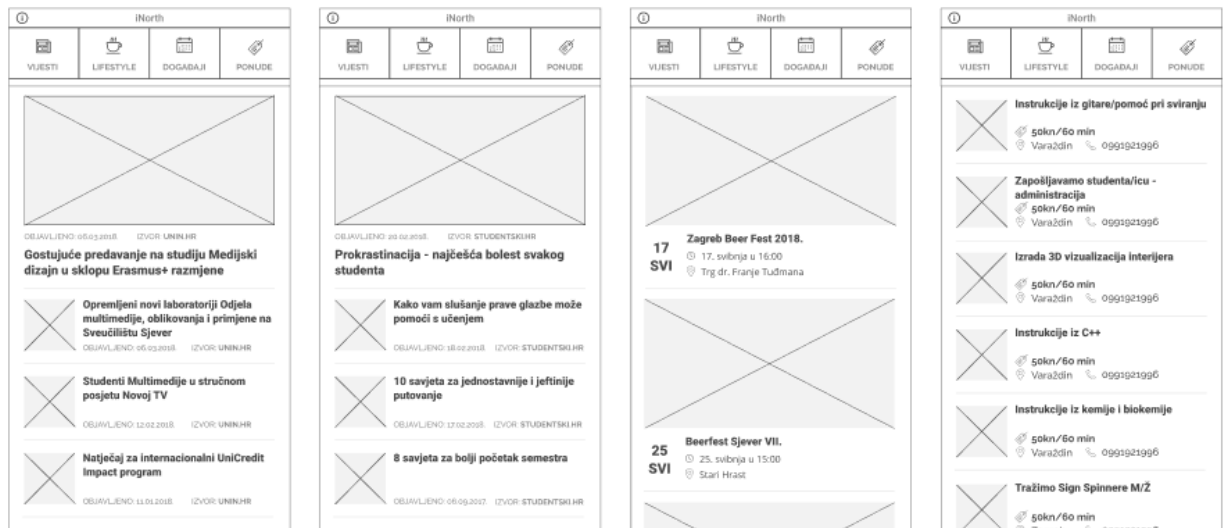 iNorth
VIJESTI
LIFESTYLE
DOGAĐAJI
PONUDE
OBJAVLJENO: 06.03.2018. IZVOR: UNIN.HR
Gostujuće predavanje na studiju Medijski
dizajn u sklopu Erasmus+ razmjene
Opremljeni novi laboratoriji Odjela
multimedije, oblikovanja i primjene na
Sveučilištu Sjever
OBJAVLJENO: 06.03.2018. IZVOR: UNIN.HR
Studenti Multimedije u stručnom
posjetu Novoj TV
OBJAVLJENO: 12.02.2018. IZVOR: UNIN.HR
Natječaj za internacionalni UniCredit
Impact program
OBJAVLJENO: 11.01.2018. IZVOR: UNIN.HR
iNorth
VIJESTI
LIFESTYLE
DOGAĐAJI
PONUDE
OBJAVLJENO: 20.02.2018. IZVOR: STUDENTSKI.HR
Prokrastinacija - najčešća bolest svakog
studenta
Kako vam slušanje prave glazbe može
pomoći s učenjem
OBJAVLJENO: 18.02.2018. IZVOR: STUDENTSKI.HR
10 savjeta za jednostavnije i jeftinije
putovanje
OBJAVLJENO: 17.02.2018. IZVOR: STUDENTSKI.HR
8 savjeta za bolji početak semestra
OBJAVLJENO: 06.09.2017. IZVOR: STUDENTSKI.HR
iNorth
VIJESTI
LIFESTYLE
DOGAĐAJI
PONUDE
17
SVI
Zagreb Beer Fest 2018.
17. svibnja u 16:00
Trg dr. Franje Tuđmana
25
SVI
Beerfest Sjever VII.
25. svibnja u 15:00
Stari Hrast
iNorth
VIJESTI
LIFESTYLE
DOGAĐAJI
PONUDE
Instrukcije iz gitare/pomoć pri sviranju
50kn/60 min
Varaždin 0991921996
Zapošljavamo studenta/icu -
administracija
50kn/60 min
Varaždin 0991921996
Izrada 3D vizualizacija interijera
50kn/60 min
Varaždin 0991921996
Instrukcije iz C++
50kn/60 min
Varaždin 0991921996
Instrukcije iz kemije i biokemije
50kn/60 min
Varaždin 0991921996
Tražimo Sign Spinnere M/Ž
50kn/60 min